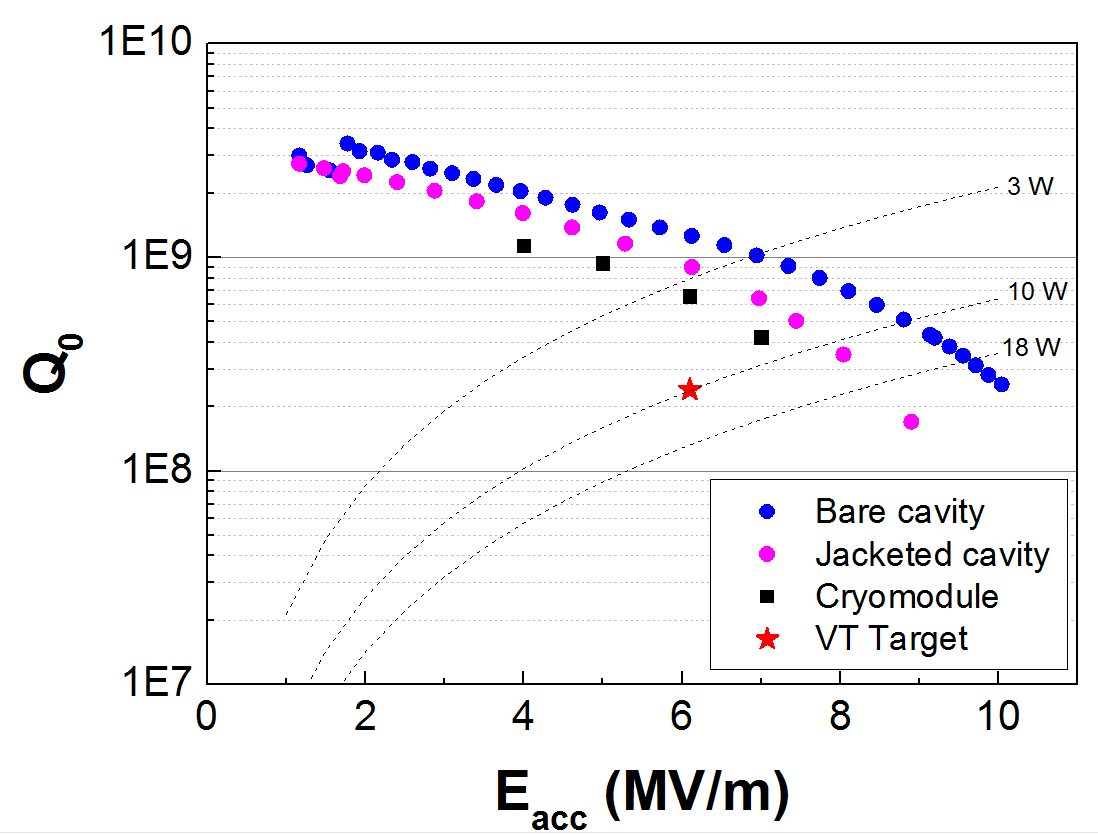 1E10
1E9
1E8
1E7
Q0
3 W
10 W
18 W
Bare cavity
Jacketed cavity
Cryomodule
VT Target
0 2 4 6 8 10
Eacc (MV/m)